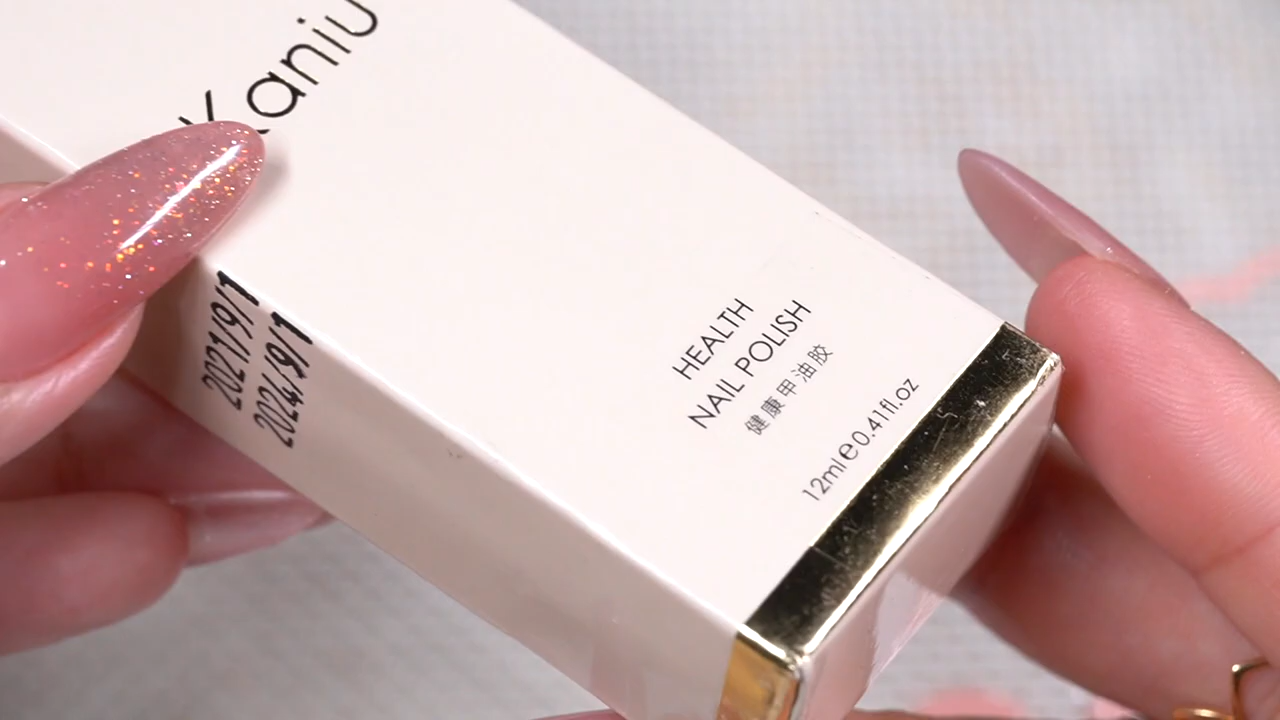 Kaniu
HEALTH
NAIL POLISH
健康甲油胶
12ml e 0.41fl.oz
2021/9/1
2024/9/1